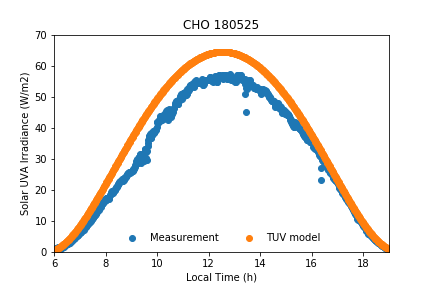 CHO 180525
Solar UVA Irradiance (W/m2)
70
60
50
40
30
20
10
0
Measurement TUV model
6 8 10 12 14 16 18
Local Time (h)